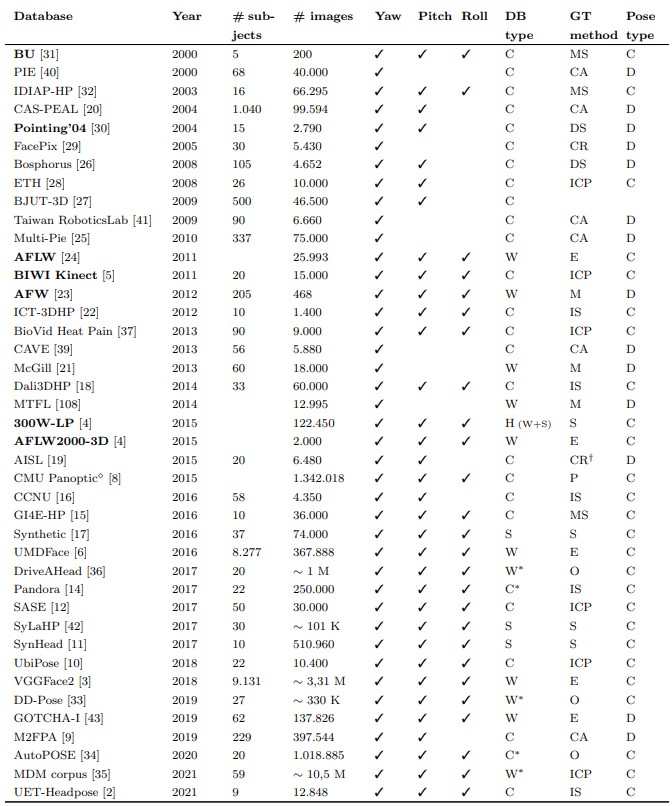 Database Year # sub- # images Yaw Pitch Roll DB GT Pose
jects type method type
BU [31] 2000 5 200 ✓ ✓ ✓ C MS C
PIE [40] 2000 68 40.000 ✓ C CA D
IDIAP-HP [32] 2003 16 66.295 ✓ ✓ ✓ C MS C
CAS-PEAL [20] 2004 1.040 99.594 ✓ ✓ C CA D
Pointing'04 [30] 2004 15 2.790 ✓ ✓ C DS D
FacePix [29] 2005 30 5.430 ✓ C CR D
Bosphorus [26] 2008 105 4.652 ✓ ✓ C DS D
ETH [28] 2008 26 10.000 ✓ ✓ C ICP C
BJUT-3D [27] 2009 500 46.500 ✓ ✓ C
Taiwan RoboticsLab [41] 2009 90 6.660 ✓ C CA D
Multi-Pie [25] 2010 337 75.000 ✓ C CA D
AFLW [24] 2011 25.993 ✓ ✓ ✓ W E C
BIWI Kinect [5] 2011 20 15.000 ✓ ✓ ✓ C ICP C
AFW [23] 2012 205 468 ✓ ✓ ✓ W M D
ICT-3DHP [22] 2012 10 1.400 ✓ ✓ ✓ C IS C
BioVid Heat Pain [37] 2013 90 9.000 ✓ ✓ ✓ C ICP C
CAVE [39] 2013 56 5.880 ✓ C CA D
McGill [21] 2013 60 18.000 ✓ W M D
Dali3DHP [18] 2014 33 60.000 ✓ ✓ ✓ C IS C
MTFL [108] 2014 12.995 ✓ W M D
300W-LP [4] 2015 122.450 ✓ ✓ ✓ H (W+S) S C
AFLW2000-3D [4] 2015 2.000 ✓ ✓ ✓ W E C
AISL [19] 2015 20 6.480 ✓ ✓ C CR† D
CMU Panoptic⋄ [8] 2015 1.342.018 ✓ ✓ ✓ C P C
CCNU [16] 2016 58 4.350 ✓ ✓ C IS C
GI4E-HP [15] 2016 10 36.000 ✓ ✓ ✓ C MS C
Synthetic [17] 2016 37 74.000 ✓ ✓ ✓ S S C
UMDFace [6] 2016 8.277 367.888 ✓ ✓ ✓ W E C
DriveAHead [36] 2017 20 ∼ 1 M ✓ ✓ ✓ W* O C
Pandora [14] 2017 22 250.000 ✓ ✓ ✓ C* IS C
SASE [12] 2017 50 30.000 ✓ ✓ ✓ C ICP C
SyLaHP [42] 2017 30 ∼ 101 K ✓ ✓ ✓ S S C
SynHead [11] 2017 10 510.960 ✓ ✓ ✓ S S C
UbiPose [10] 2018 22 10.400 ✓ ✓ ✓ C ICP C
VGGFace2 [3] 2018 9.131 ∼ 3,31 M ✓ ✓ ✓ W E C
DD-Pose [33] 2019 27 ∼ 330 K ✓ ✓ ✓ W* O C
GOTCHA-I [43] 2019 62 137.826 ✓ ✓ ✓ W E D
M2FPA [9] 2019 229 397.544 ✓ ✓ C CA D
AutoPOSE [34] 2020 20 1.018.885 ✓ ✓ ✓ C* O C
MDM corpus [35] 2021 59 ∼ 10,5 M ✓ ✓ ✓ W* ICP C
UET-Headpose [2] 2021 9 12.848 ✓ ✓ ✓ C IS C